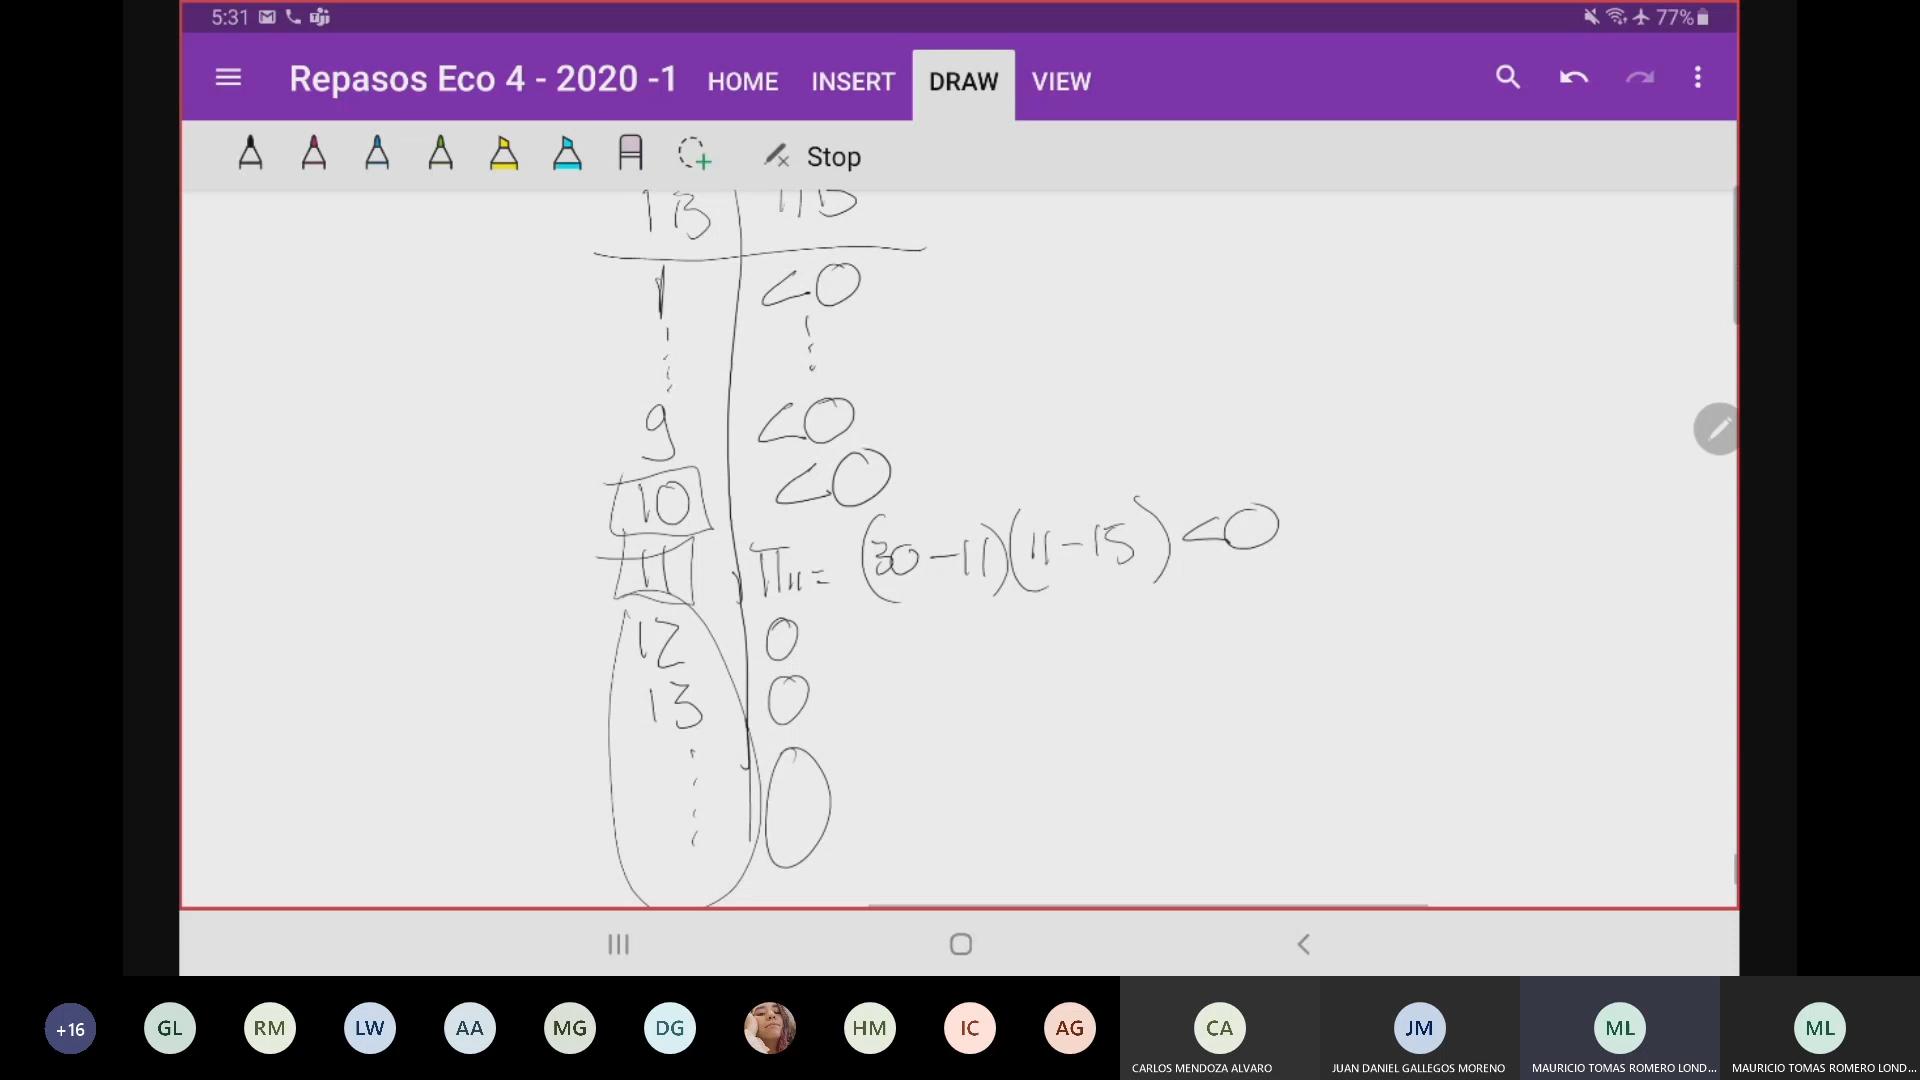 5:31 77%
Repasos Eco 4 - 2020 -1 HOME INSERT DRAW VIEW
Stop
PB ΠB
1 <0
9 <0
10 <0
11 Π11= (30-11)(11-15) <0
12 0
13 0
0
+16 GL RM LW AA MG DG HM IC AG CA JM ML ML
CARLOS MENDOZA ALVARO JUAN DANIEL GALLEGOS MORENO MAURICIO TOMAS ROMERO LOND... MAURICIO TOMAS ROMERO LOND...